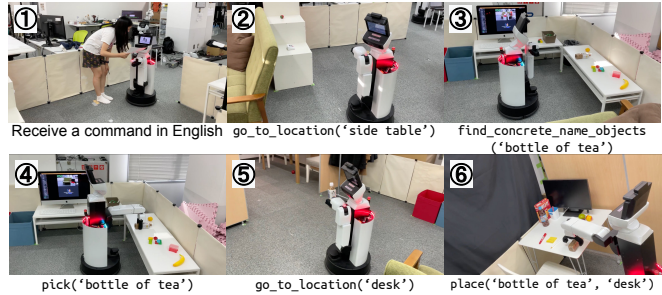 ①
②
③
Receive a command in English
go_to_location(‘side table’)
find_concrete_name_objects
(‘bottle of tea’)
④
⑤
⑥
pick(‘bottle of tea’)
go_to_location(‘desk’)
place(‘bottle of tea’, ‘desk’)